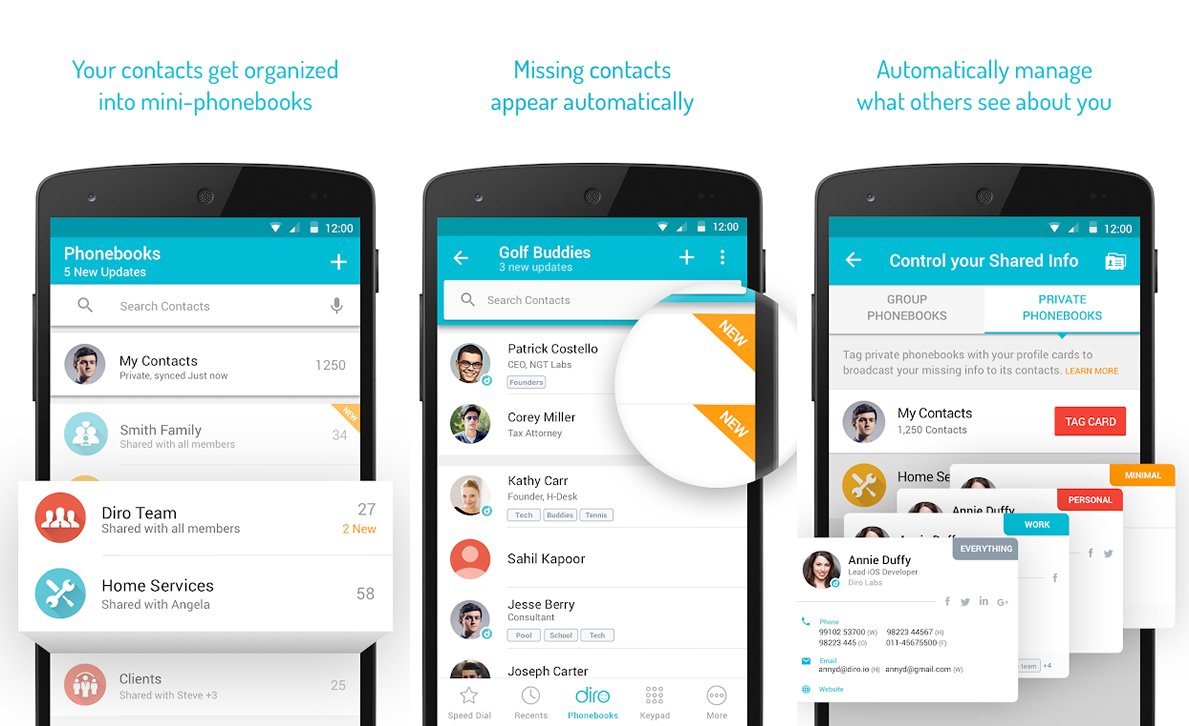 Your contacts get organized
into mini-phonebooks
12:00
Phonebooks
5 New Updates
Search Contacts
My Contacts
Private, synced Just now
1250
NEW
Smith Family
Shared with all members
34
Diro Team
Shared with all members
27
2 New
Home Services
Shared with Angela
58
Clients
Shared with Steve +3
25
Missing contacts
appear automatically
12:00
Golf Buddies
3 new updates
Search Contacts
NEW
Patrick Costello
CEO, NGT Labs
Founders
NEW
Corey Miller
Tax Attorney
Kathy Carr
Founder, H-Desk
Tech Buddies Tennis
Sahil Kapoor
Jesse Berry
Consultant
Pool School Tech
Joseph Carter
diro
Speed Dial Recents Phonebooks Keypad More
Automatically manage
what others see about you
12:00
Control your Shared Info
GROUP
PHONEBOOKS
PRIVATE
PHONEBOOKS
Tag private phonebooks with your profile cards to
broadcast your missing info to its contacts. LEARN MORE
My Contacts
1,250 Contacts
TAG CARD
Home Se
MINIMAL
PERSONAL
Annie Duffy
WORK
EVERYTHING
Annie Duffy
Lead iOS Developer
Diro Labs
Phone
99102 53700 (W) 98223 44567 (H)
98223 445 (O) 011-45675500 (F)
Email
annyd@diro.io (H) annyd@gmail.com (W)
Website
team +4